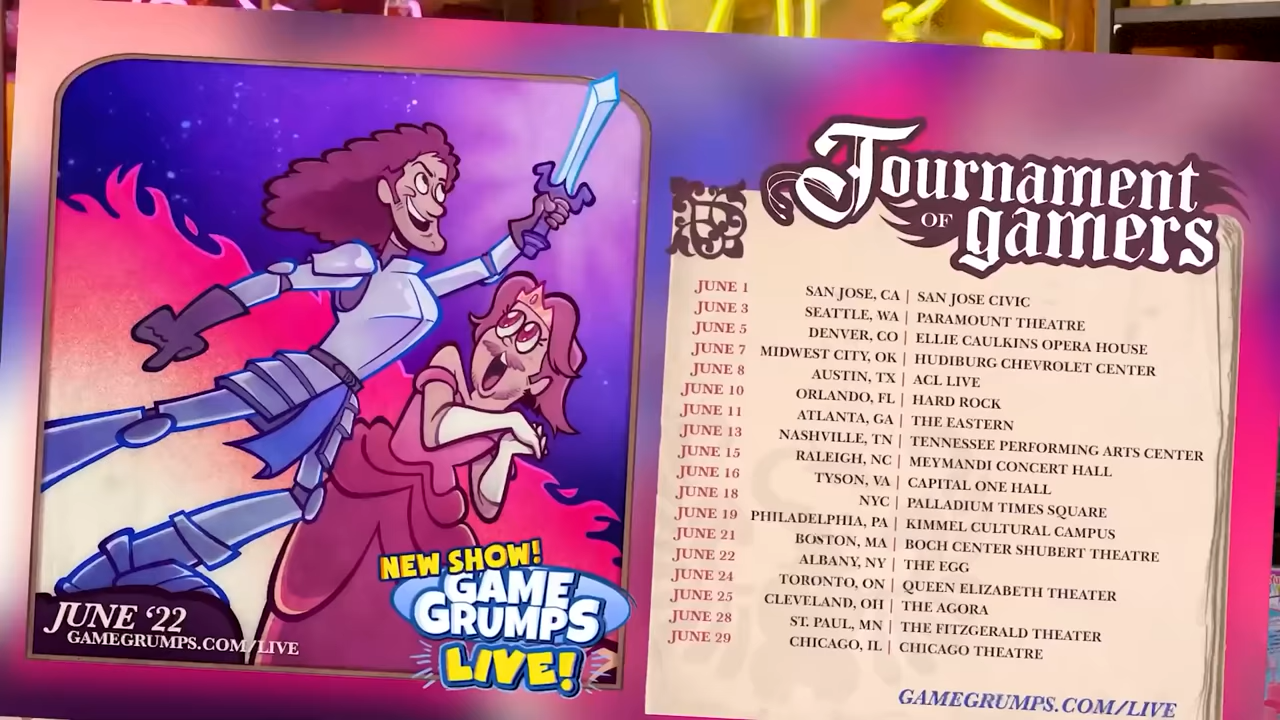 Tournament
OF
gamers
JUNE 1 SAN JOSE, CA | SAN JOSE CIVIC
JUNE 3 SEATTLE, WA | PARAMOUNT THEATRE
JUNE 5 DENVER, CO | ELLIE CAULKINS OPERA HOUSE
JUNE 7 MIDWEST CITY, OK | HUDIBURG CHEVROLET CENTER
JUNE 8 AUSTIN, TX | ACL LIVE
JUNE 10 ORLANDO, FL | HARD ROCK
JUNE 11 ATLANTA, GA | THE EASTERN
JUNE 13 NASHVILLE, TN | TENNESSEE PERFORMING ARTS CENTER
JUNE 15 RALEIGH, NC | MEYMANDI CONCERT HALL
JUNE 16 TYSON, VA | CAPITAL ONE HALL
JUNE 18 NYC | PALLADIUM TIMES SQUARE
JUNE 19 PHILADELPHIA, PA | KIMMEL CULTURAL CAMPUS
JUNE 21 BOSTON, MA | BOCH CENTER SHUBERT THEATRE
JUNE 22 ALBANY, NY | THE EGG
JUNE 24 TORONTO, ON | QUEEN ELIZABETH THEATER
JUNE 25 CLEVELAND, OH | THE AGORA
JUNE 28 ST. PAUL, MN | THE FITZGERALD THEATER
JUNE 29 CHICAGO, IL | CHICAGO THEATRE
GAMEGRUMPS.COM/LIVE
NEW SHOW!
GAME
GRUMPS
LIVE!
JUNE ‘22
GAMEGRUMPS.COM/LIVE